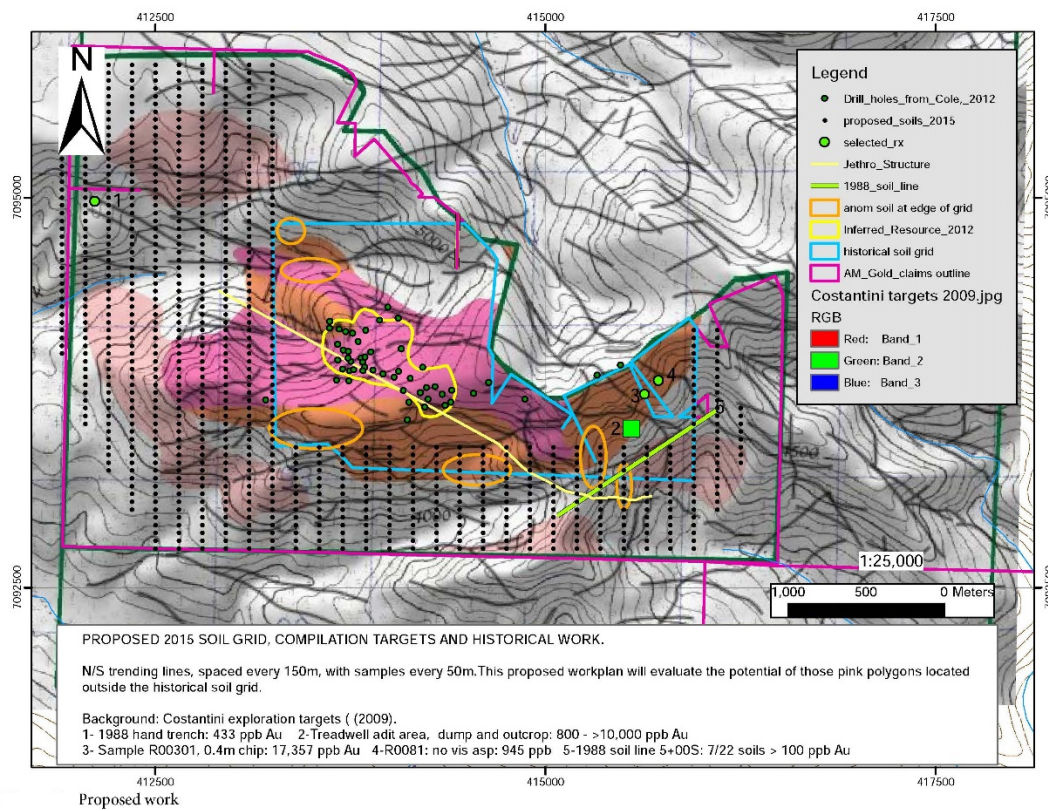 412500 415000 417500
N
Legend
Drill_holes_from_Cole,_2012
proposed_soils_2015
selected_rx
Jethro_Structure
1988_soil_line
anom soil at edge of grid
Inferred_Resource_2012
historical soil grid
AM_Gold_claims outline
Costantini targets 2009.jpg
RGB
Red: Band_1
Green: Band_2
Blue: Band_3
7095000
1
5000
4
3
2
5
4000
1:25,000
7092500
1,000 500 0 Meters
PROPOSED 2015 SOIL GRID, COMPILATION TARGETS AND HISTORICAL WORK.
N/S trending lines, spaced every 150m, with samples every 50m.This proposed workplan will evaluate the potential of those pink polygons located
outside the historical soil grid.
Background: Costantini exploration targets ( (2009).
1- 1988 hand trench: 433 ppb Au 2-Treadwell adit area, dump and outcrop: 800 - >10,000 ppb Au
3- Sample R00301, 0.4m chip: 17,357 ppb Au 4-R0081: no vis asp: 945 ppb 5-1988 soil line 5+00S: 7/22 soils > 100 ppb Au
412500 415000 417500
Proposed work